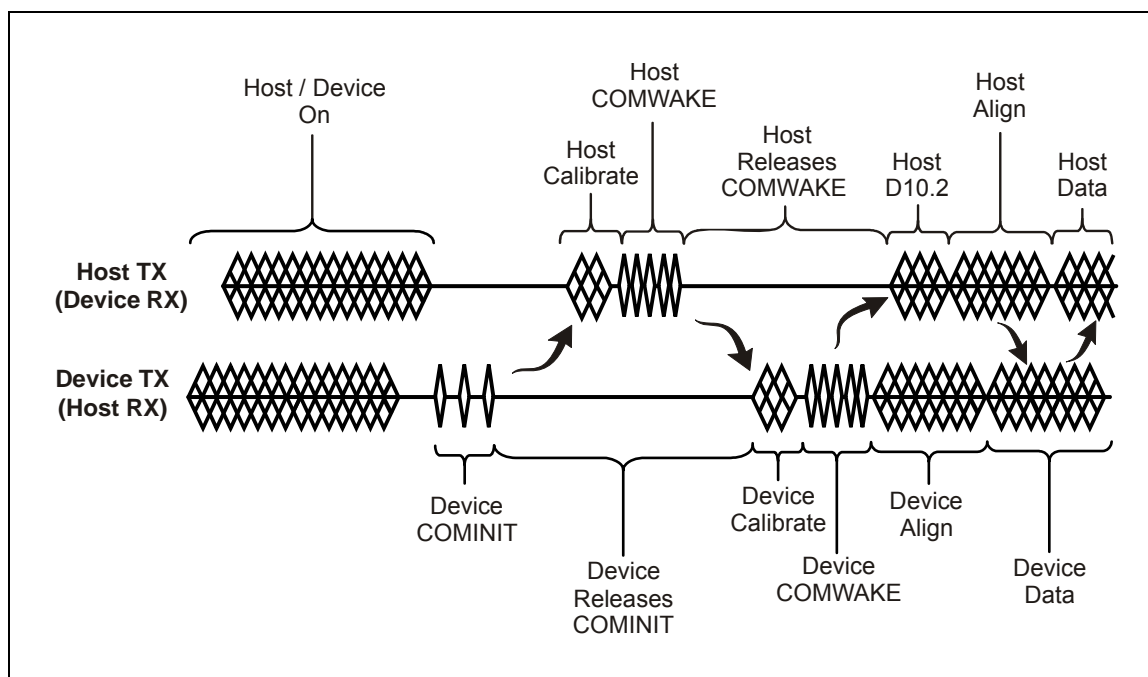 Host / Device
On
Host
COMWAKE
Host
Calibrate
Host
Releases
COMWAKE
Host
D10.2
Host
Align
Host
Data
Host TX
(Device RX)
Device TX
(Host RX)
Device
COMINIT
Device
Releases
COMINIT
Device
Calibrate
Device
COMWAKE
Device
Align
Device
Data